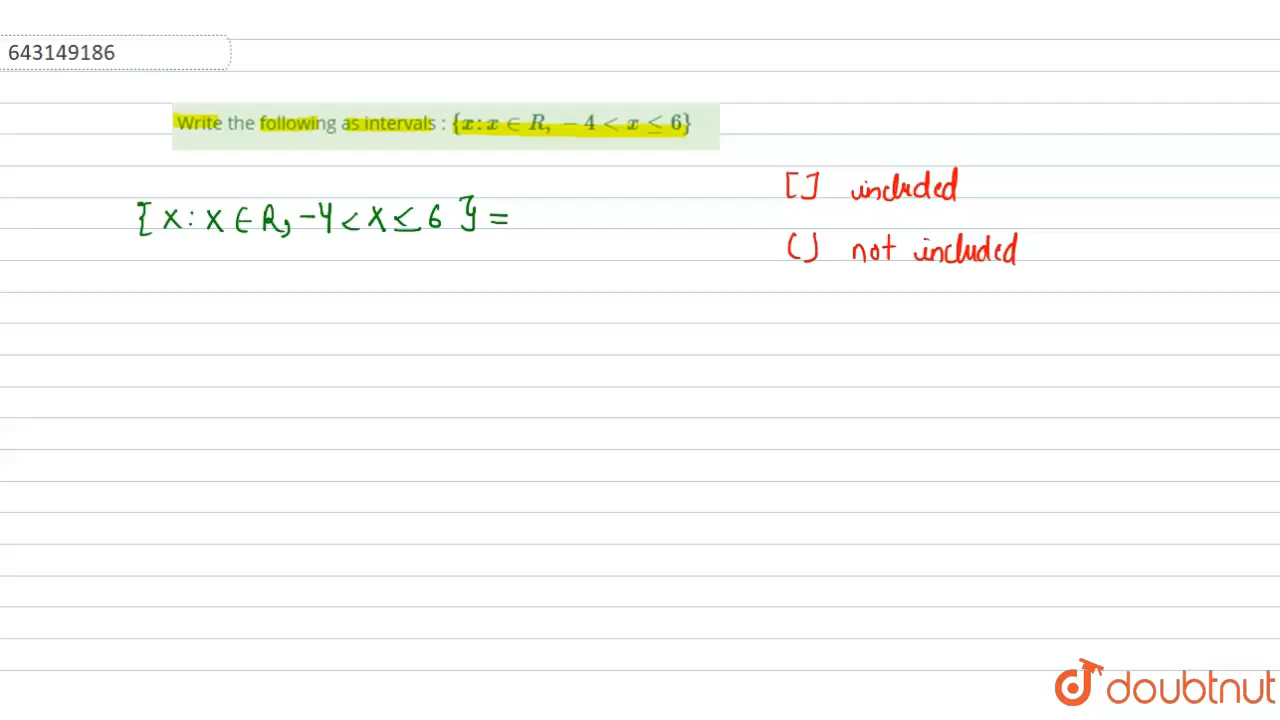 643149186
Write the following as intervals : {x : x ∈ R, − 4 < x ≤ 6}
[ ] included
[ x : x ∈ R, -4 < x ≤ 6 } =
( ) not included
doubtnut